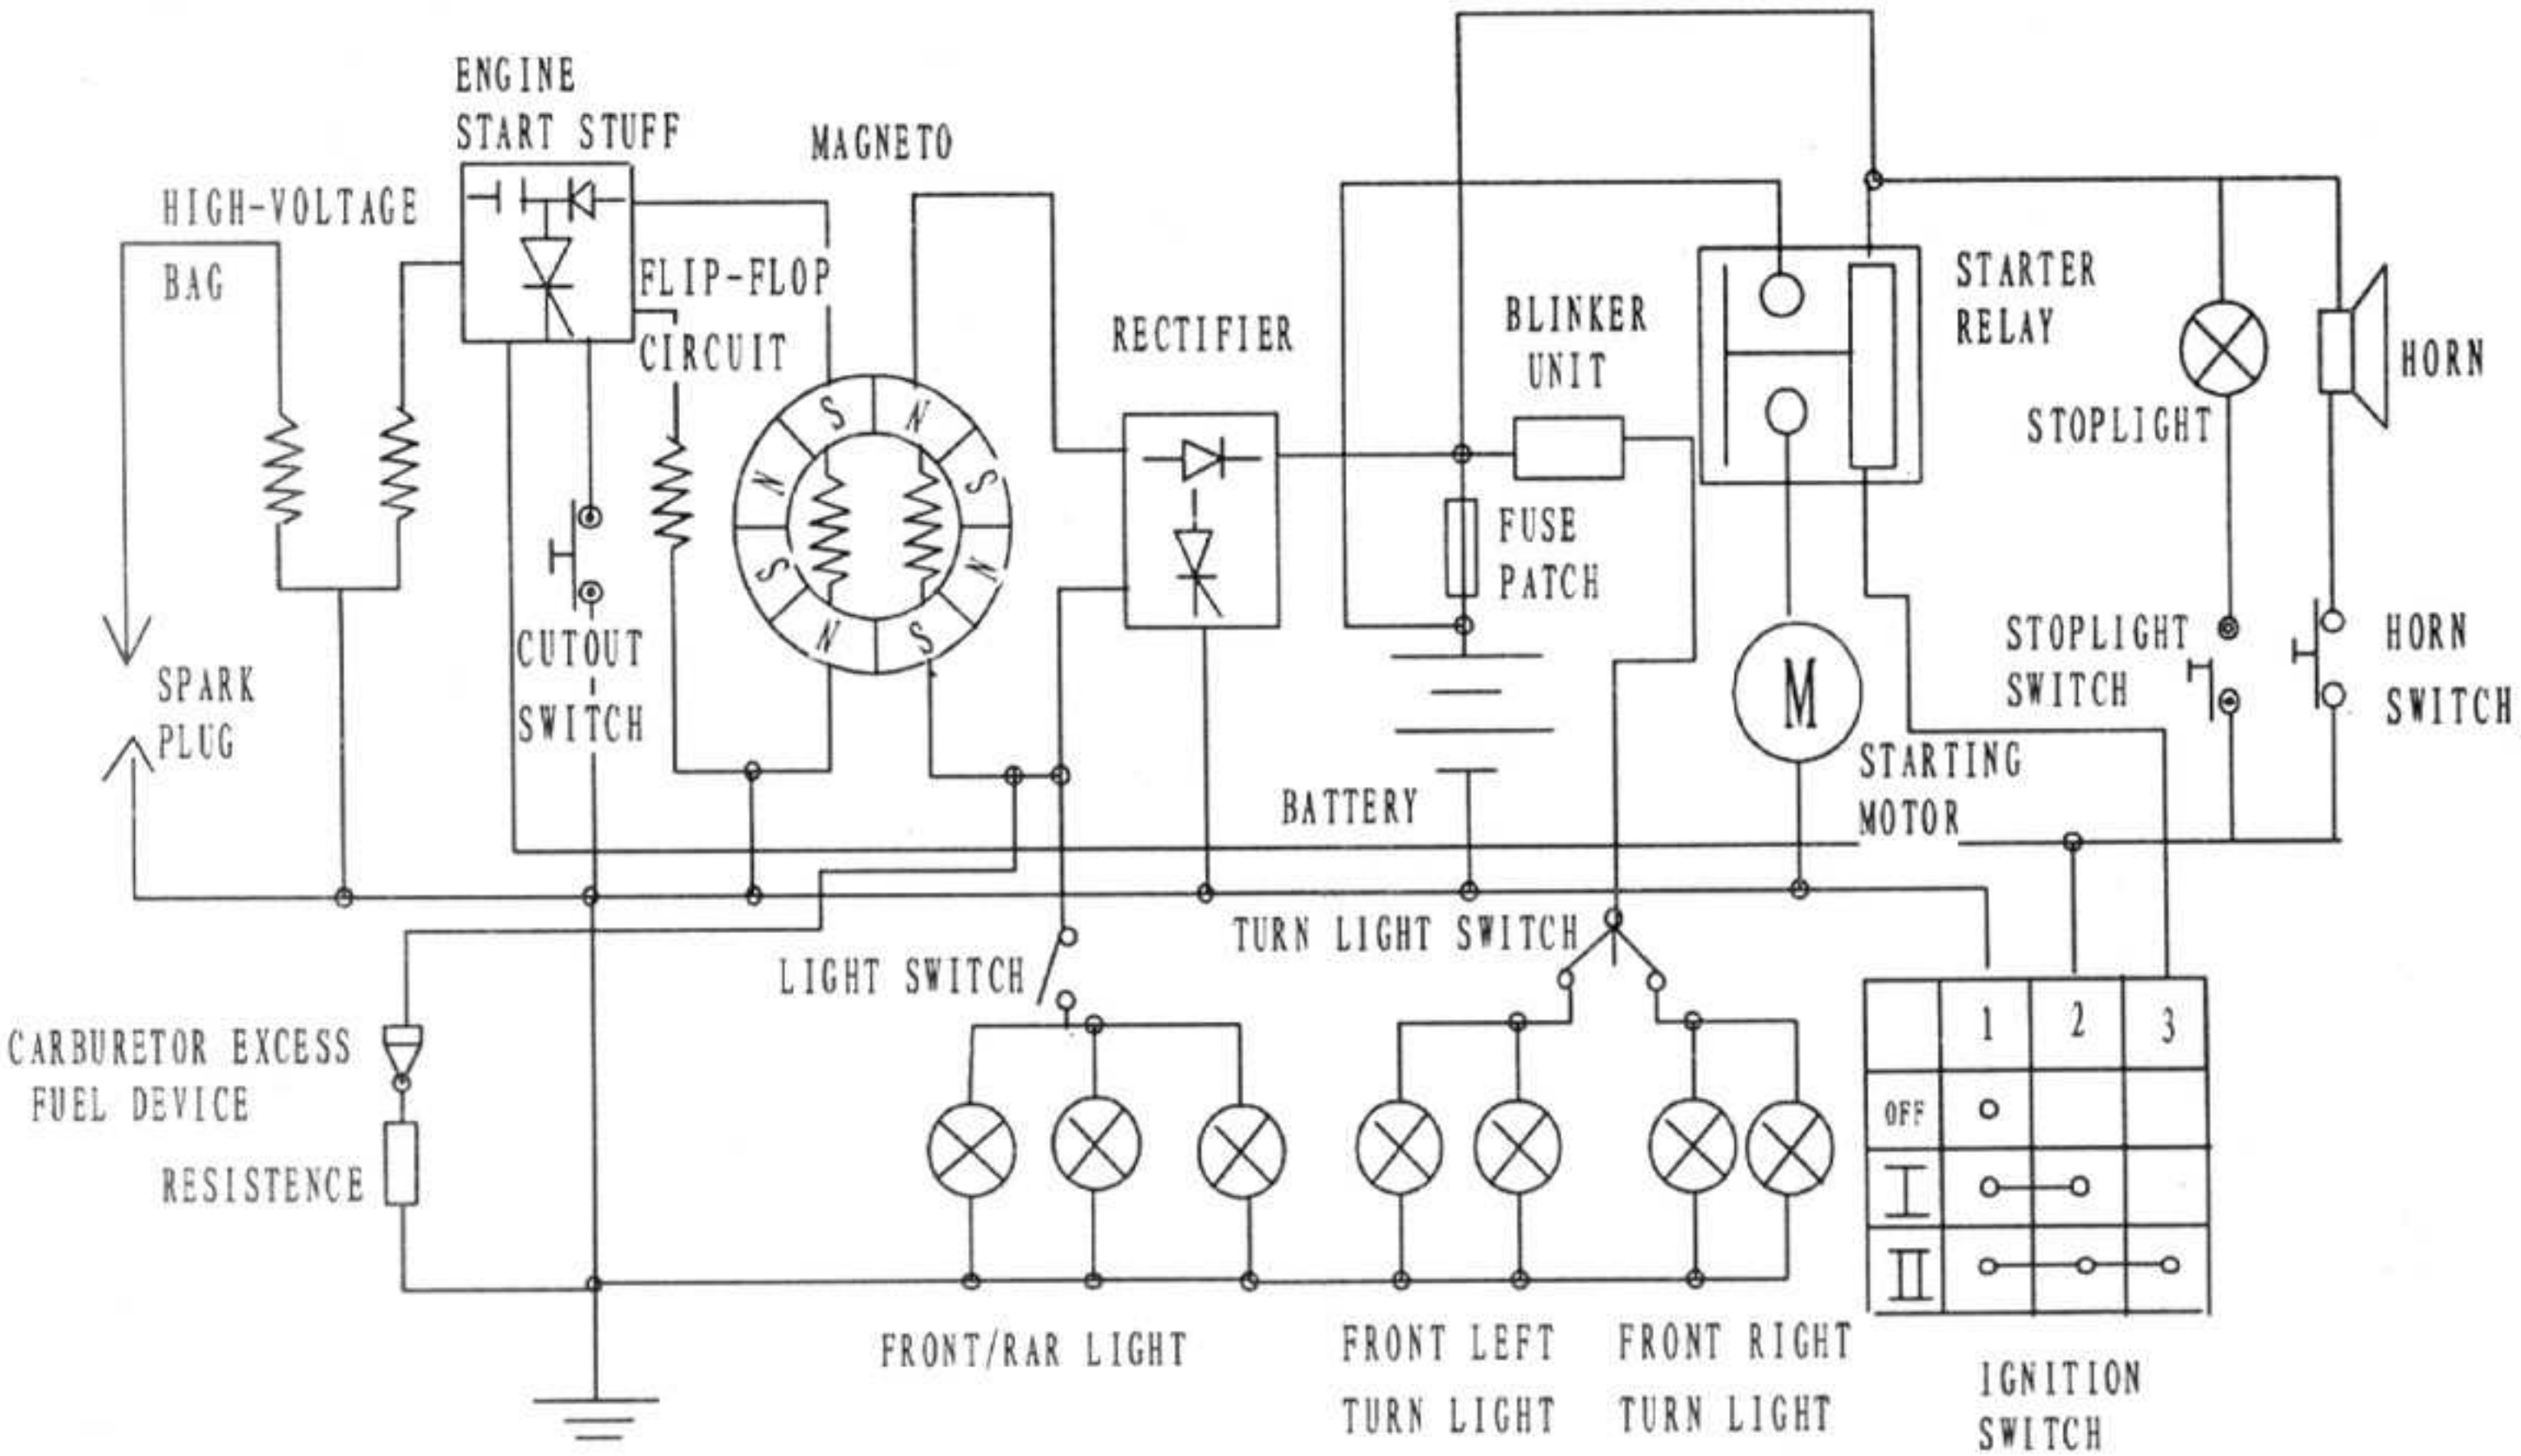 ENGINE
START STUFF
MAGNETO
HIGH-VOLTAGE
BAG
FLIP-FLOP
CIRCUIT
RECTIFIER
BLINKER
UNIT
STARTER
RELAY
HORN
STOPLIGHT
S
N
S
N
S
N
S
N
FUSE
PATCH
CUTOUT
SWITCH
SPARK
PLUG
STOPLIGHT
SWITCH
HORN
SWITCH
M
STARTING
MOTOR
BATTERY
TURN LIGHT SWITCH
LIGHT SWITCH
CARBURETOR EXCESS
FUEL DEVICE
RESISTENCE
1 2 3
OFF
I
II
FRONT/RAR LIGHT
FRONT LEFT
TURN LIGHT
FRONT RIGHT
TURN LIGHT
IGNITION
SWITCH